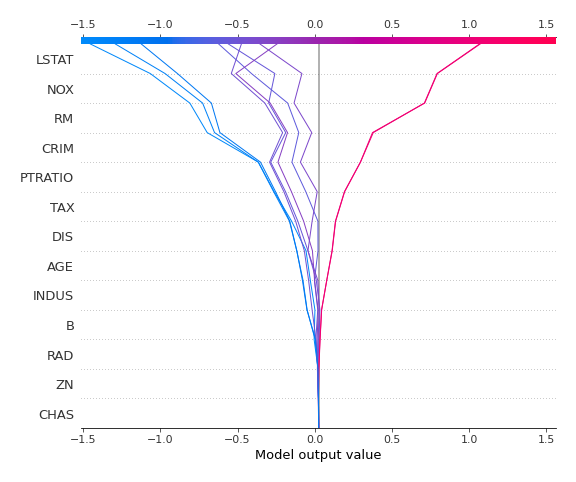 −1.5 −1.0 −0.5 0.0 0.5 1.0 1.5
LSTAT
NOX
RM
CRIM
PTRATIO
TAX
DIS
AGE
INDUS
B
RAD
ZN
CHAS
−1.5 −1.0 −0.5 0.0 0.5 1.0 1.5
Model output value